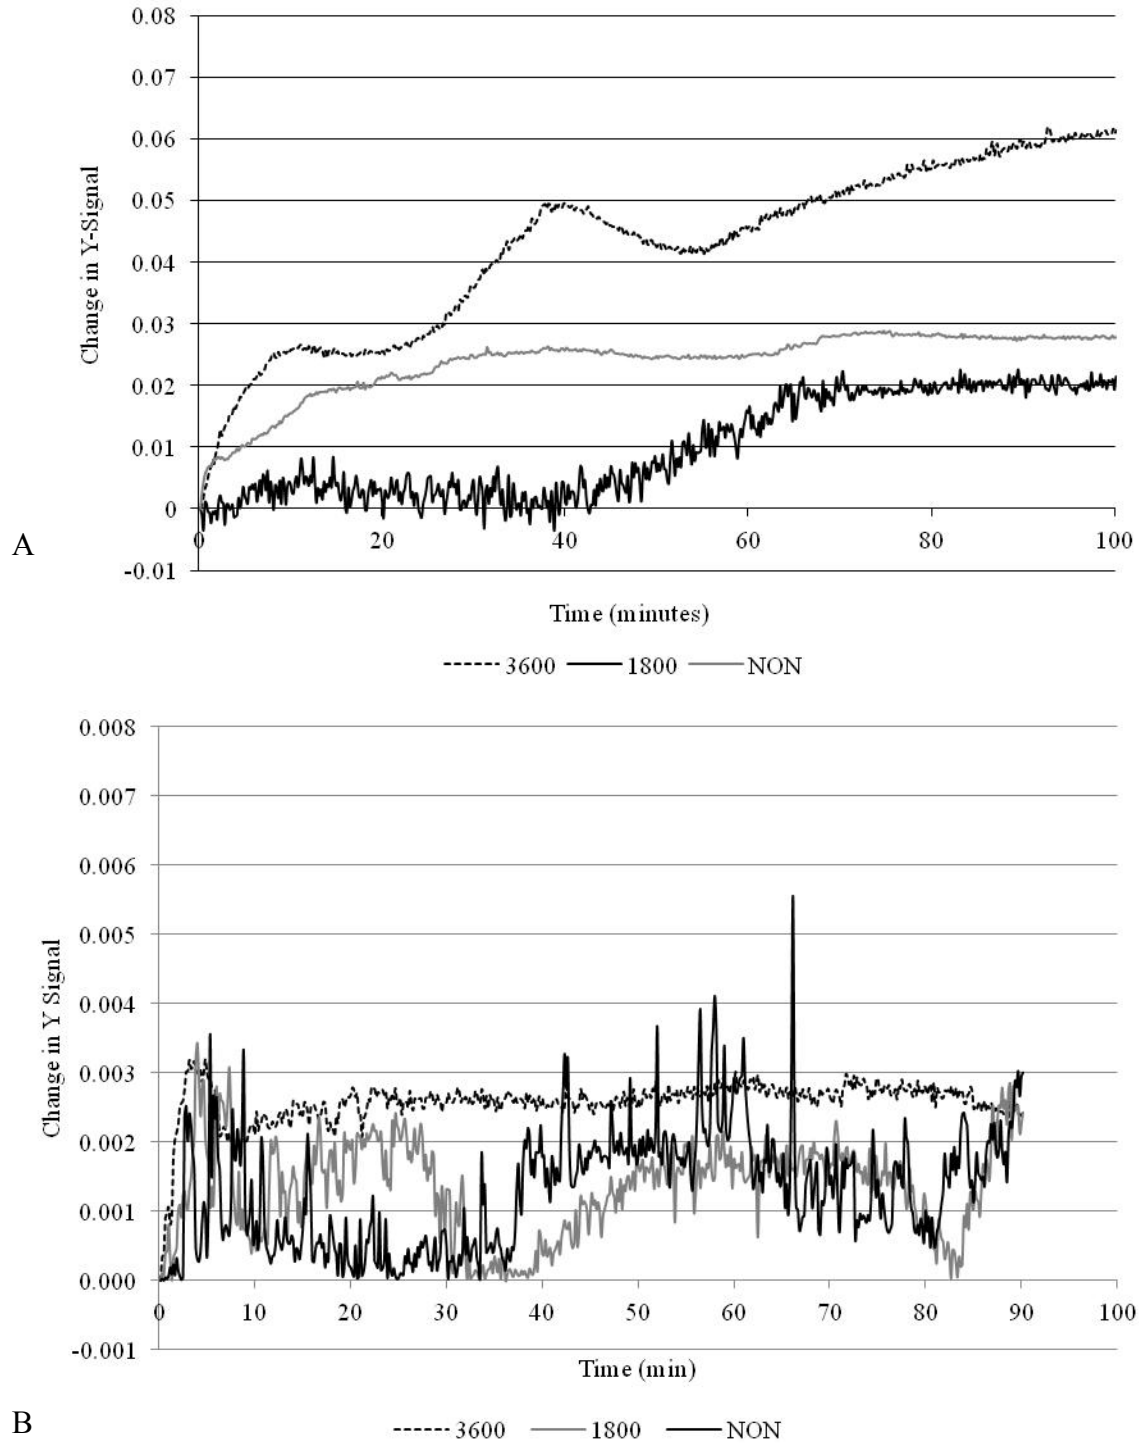 0.08
0.07
0.06
0.05
0.04
0.03
0.02
0.01
0
-0.01
Change in Y-Signal
0 20 40 60 80 100
A
Time (minutes)
3600 1800 NON
0.008
0.007
0.006
0.005
0.004
0.003
0.002
0.001
0.000
-0.001
Change in Y Signal
0 10 20 30 40 50 60 70 80 90 100
Time (min)
B
3600 1800 NON